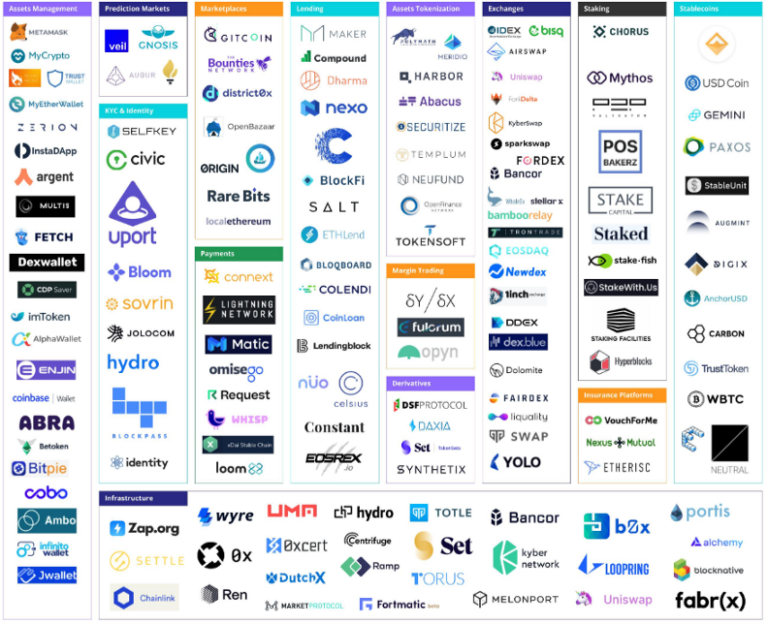 Assets Management
METAMASK
MyCrypto
TRUST
WALLET
MyEtherWallet
ZERION
InstaDApp
argent
MULTIS
FETCH
Dexwallet
CDP Saver
imToken
AlphaWallet
ENJIN
coinbase | Wallet
ABRA
Betoken
Bitpie
cobo
Ambo
infinito
wallet
Jwallet
Prediction Markets
veil
GNOSIS
AUGUR
KYC & Identity
SELFKEY
civic
uport
Bloom
sovrin
JOLOCOM
hydro
BLOCKPASS
identity
Marketplaces
GITCOIN
The
Bounties
NETWORK
district0x
OpenBazaar
0RIGIN
Rare Bits
localethereum
Payments
connext
LIGHTNING
NETWORK
Matic
omisego
Request
WHISP
xDai Stable Chain
loom
Lending
MAKER
Compound
Dharma
nexo
BlockFi
SALT
ETHLend
BLOQBOARD
COLENDI
CoinLoan
Lendingblock
nüo
celsius
Constant
EOSREX
.IO
Assets Tokenization
POLYMATH
MERIDIO
HARBOR
Abacus
SECURITIZE
TEMPLUM
NEUFUND
OpenFinance
NETWORK
TOKENSOFT
Margin Trading
δY/δX
fulcrum
opyn
Derivatives
DSFPROTOCOL
DAXIA
Set
SYNTHETIX
Exchanges
IDEX
bisq
AIRSWAP
Uniswap
ForkDelta
KyberSwap
sparkswap
FORDEX
Bancor
stellar x
bamboorelay
TRONTRADE
EOSDAQ
Newdex
1inch
DDEX
dex.blue
Dolomite
FAIRDEX
liquality
SWAP
YOLO
Staking
CHORUS
Mythos
P2P
VALIDATOR
POS
BAKERZ
STAKE
CAPITAL
Staked
stake·fish
StakeWith.Us
STAKING FACILITIES
Hyperblocks
Insurance Platforms
VouchForMe
Nexus Mutual
ETHERISC
Stablecoins
USD Coin
GEMINI
PAXOS
StableUnit
AUGMINT
DIGIX
AnchorUSD
CARBON
TrustToken
WBTC
NEUTRAL
Infrastructure
Zap.org
SETTLE
Chainlink
wyre
0x
Ren
UMA
0xcert
DutchX
MARKETPROTOCOL
hydro
Centrifuge
Ramp
Fortmatic beta
TOTLE
Set
TORUS
Bancor
kyber
network
MELONPORT
b0x
LOOPRING
Uniswap
portis
alchemy
blocknative
fabr(x)